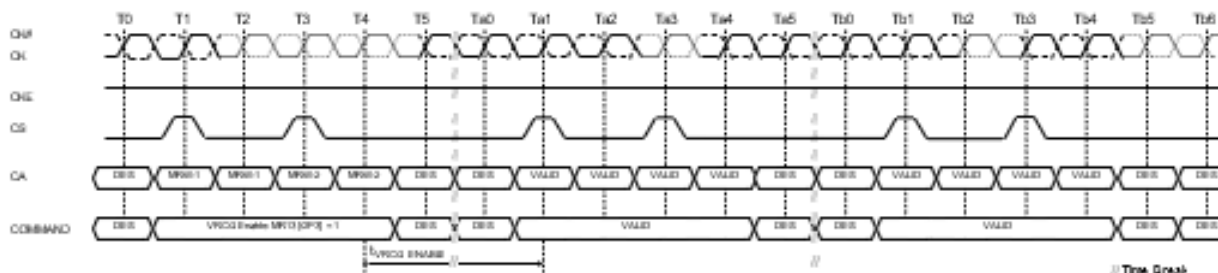 T0 T1 T2 T3 T4 T5 Ta0 Ta1 Ta2 Ta3 Ta4 Ta5 Tb0 Tb1 Tb2 Tb3 Tb4 Tb5 Tb6
CK#
CK
CKE
CS
CA DES MRW-1 MRW-1 MRW-2 MRW-2 DES DES VALID VALID VALID VALID DES DES VALID VALID VALID VALID DES DES
COMMAND DES VRCG Enable MR13 [OP3] = 1 DES DES VALID DES DES VALID DES DES
tVRCG ENABLE
// Time Break